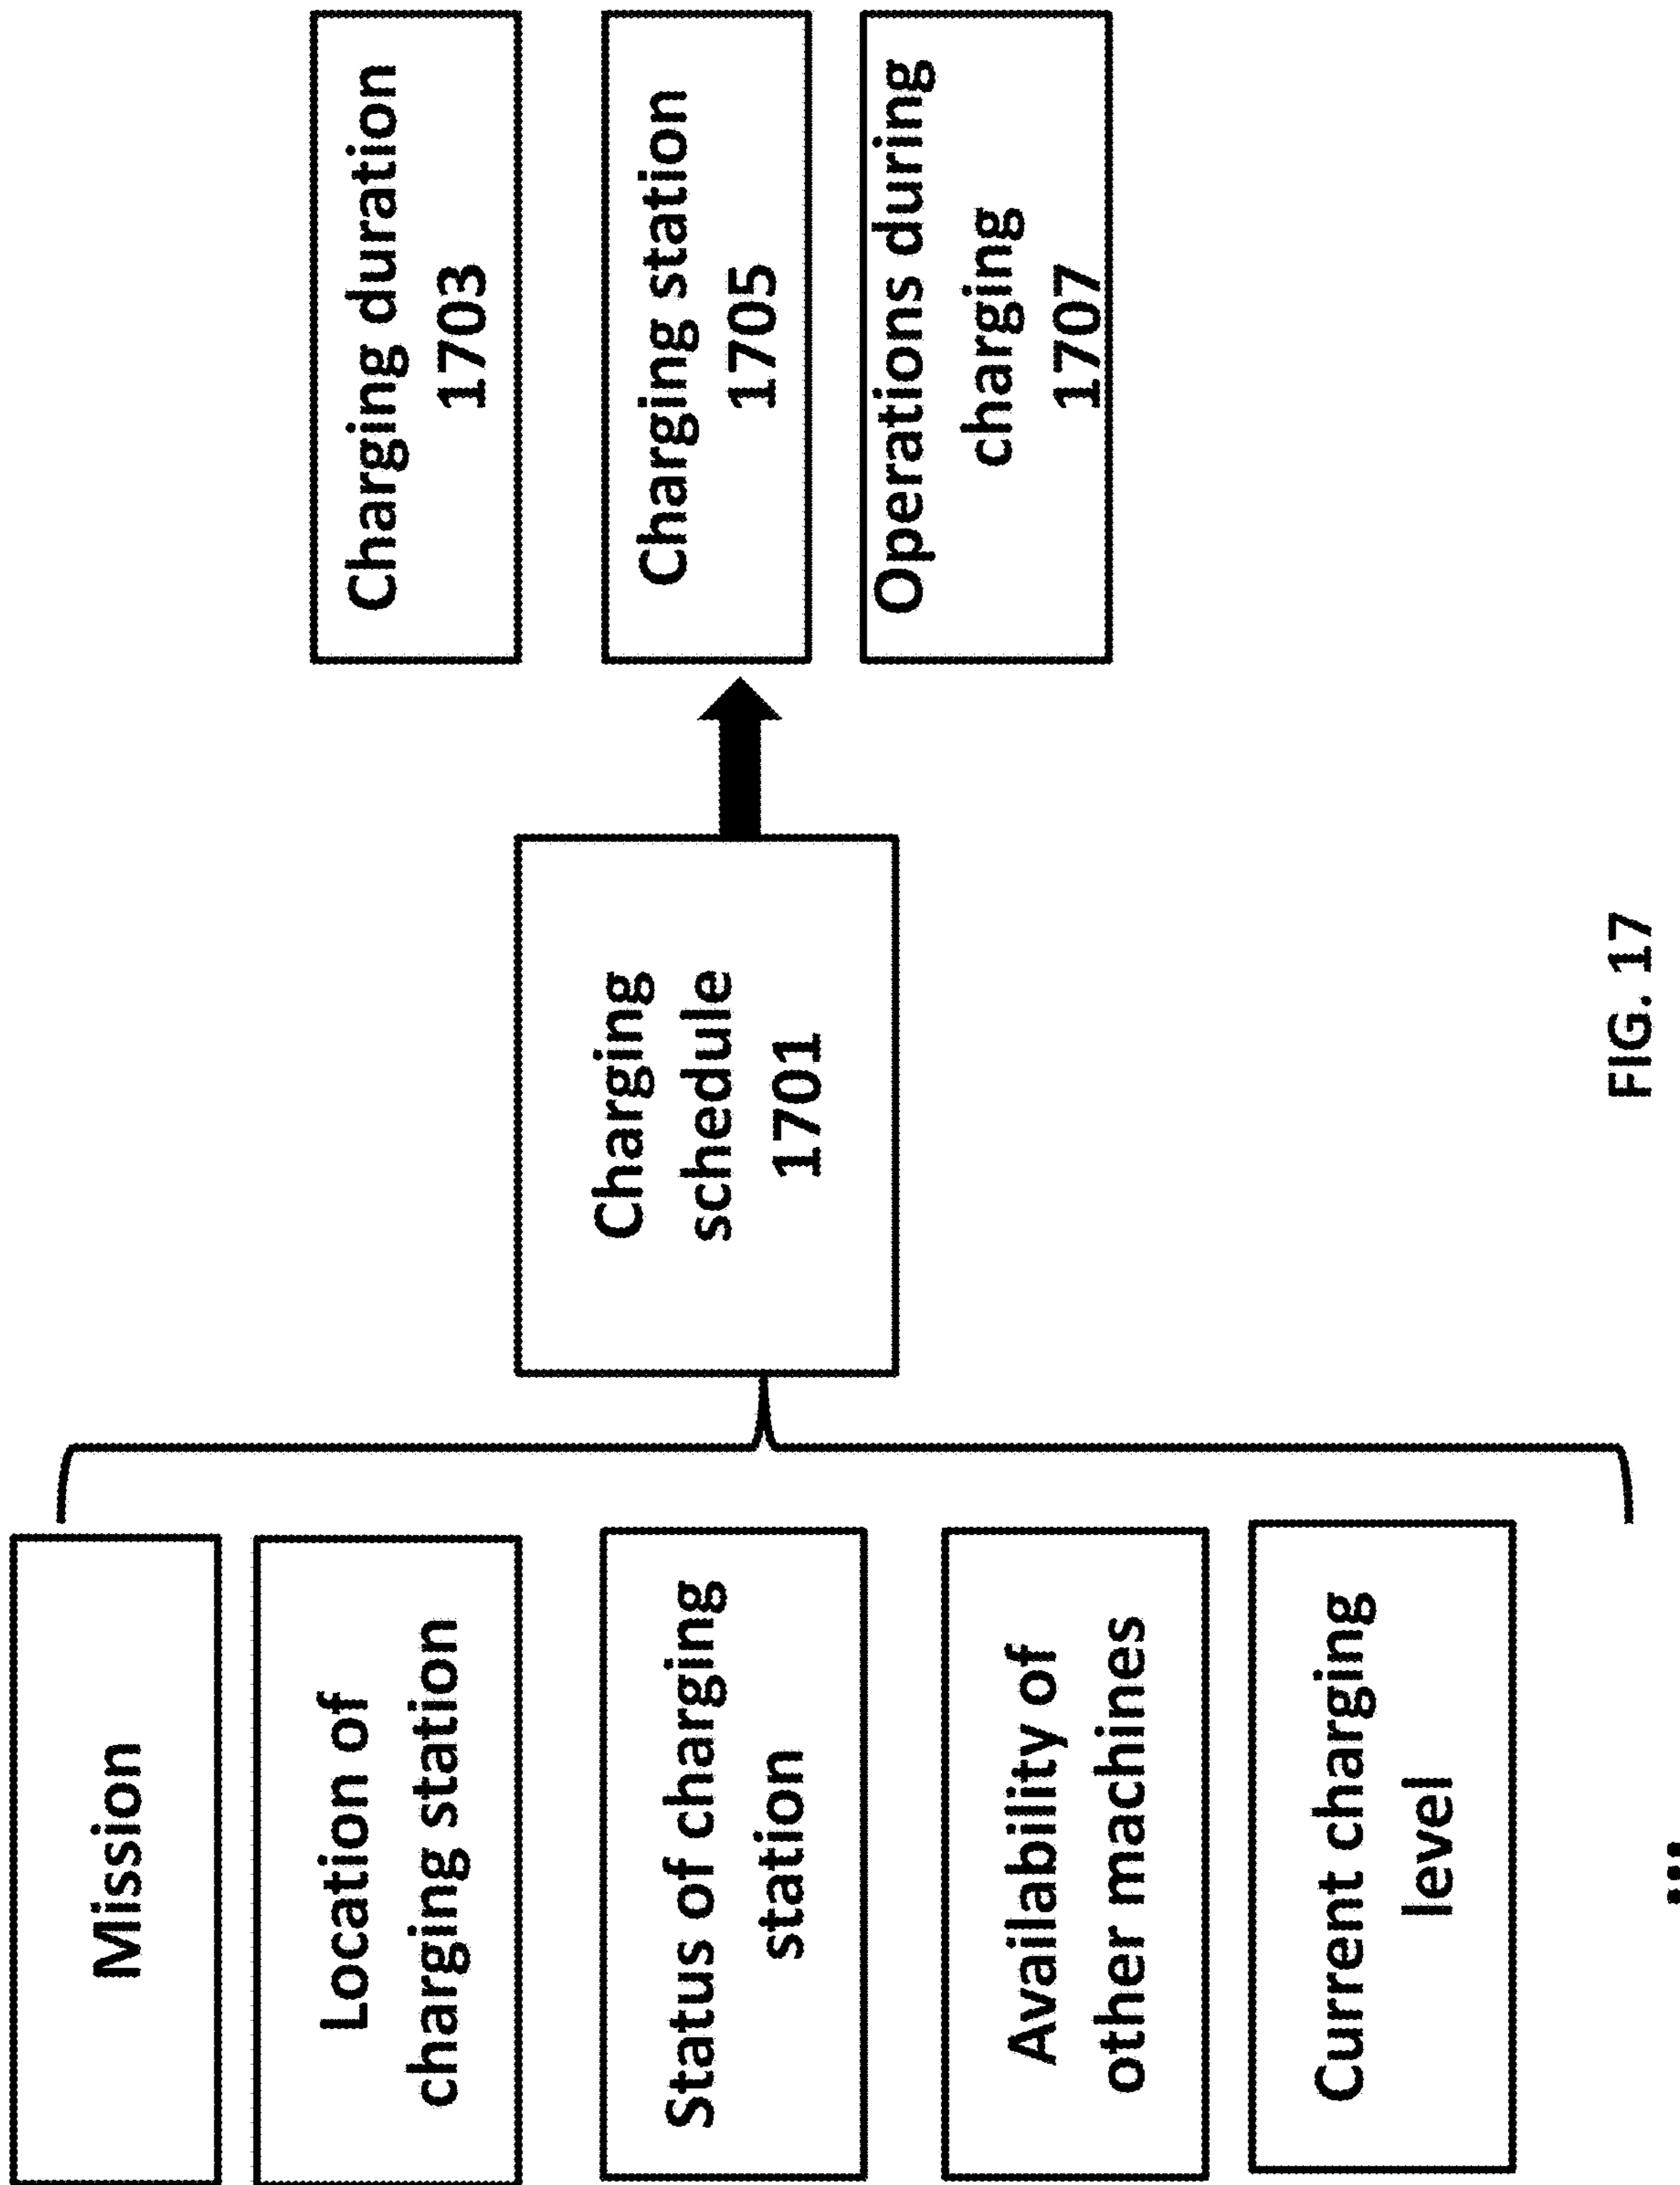 Mission
Location of
charging station
Status of charging
station
Availability of
other machines
Current charging
level
...
Charging
schedule
1701
Charging duration
1703
Charging station
1705
Operations during
charging
1707
FIG. 17